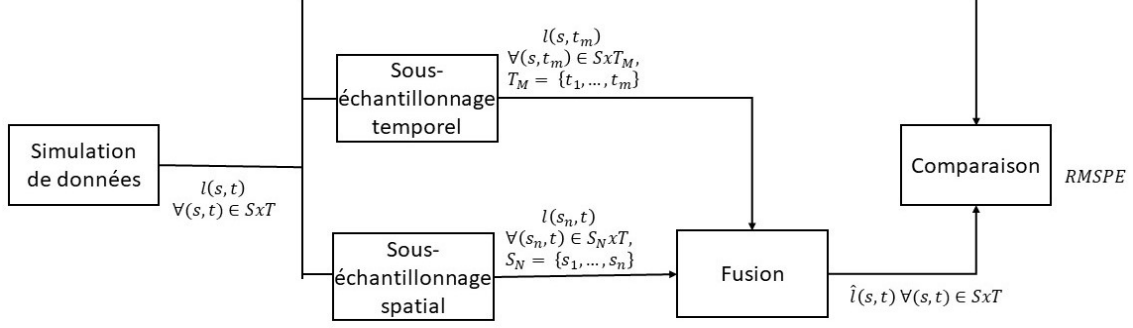 Simulation
de données
l(s,t)
∀(s,t) ∈ SxT
Sous-
échantillonnage
temporel
l(s,t_m)
∀(s,t_m) ∈ SxT_M,
T_M = {t_1,…,t_m}
Sous-
échantillonnage
spatial
l(s_n,t)
∀(s_n,t) ∈ S_NxT,
S_N = {s_1,…,s_n}
Fusion
l̂(s,t) ∀(s,t) ∈ SxT
Comparaison
RMSPE